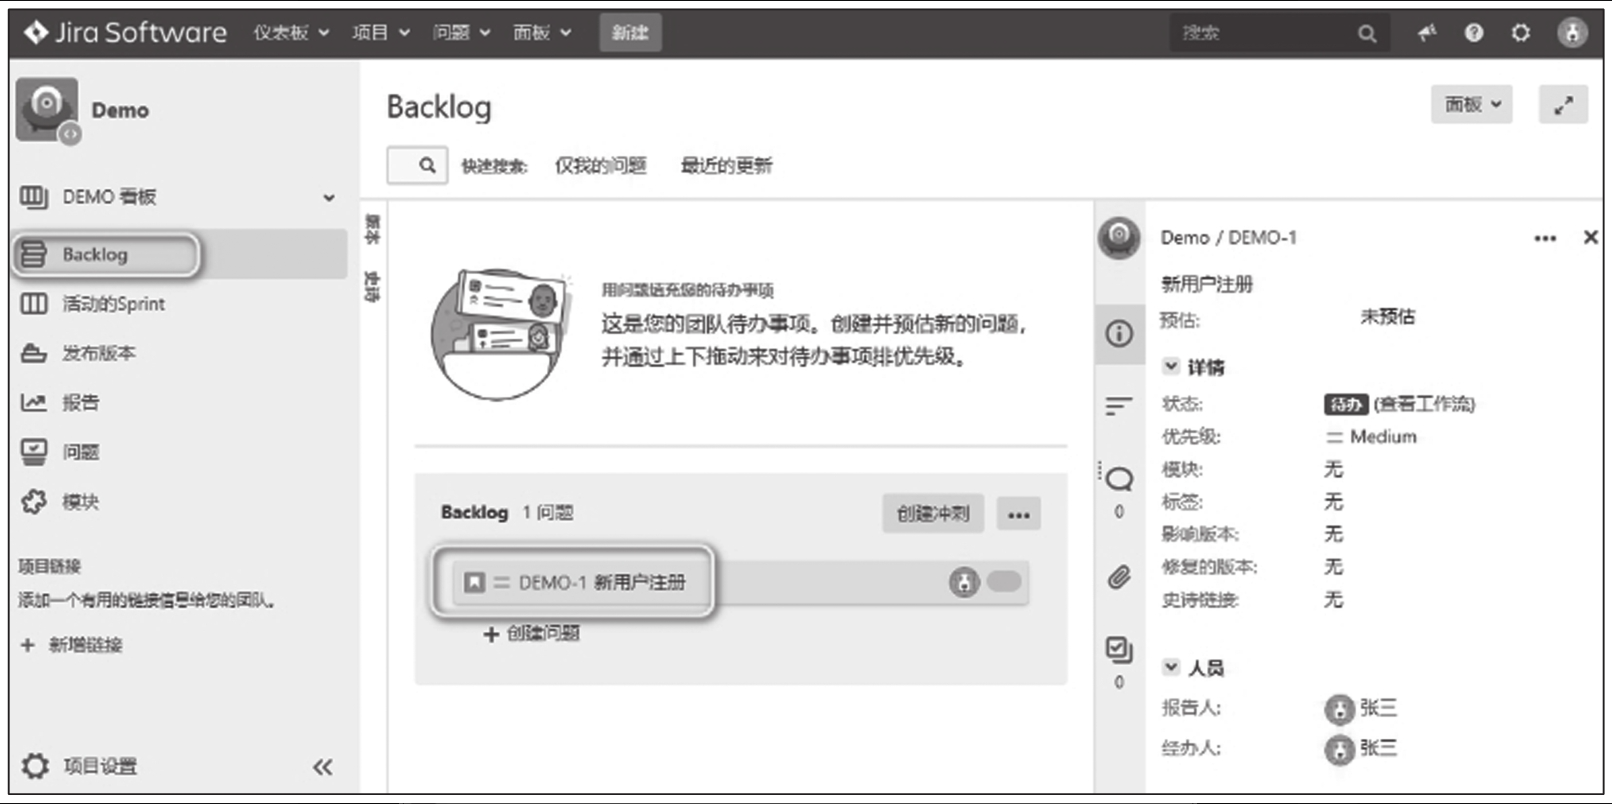 Jira Software 仪表板 项目 问题 面板 新建 搜索
Demo
DEMO 看板
Backlog
活动的Sprint
发布版本
报告
问题
模块
项目链接
添加一个有用的链接信息给您的团队。
+ 新增链接
项目设置
Backlog
面板
快速搜索: 仅我的问题 最近的更新
版本
史诗
用问题填充您的待办事项
这是您的团队待办事项。创建并预估新的问题,
并通过上下拖动来对待办事项排优先级。
Backlog 1 问题
创建冲刺
DEMO-1 新用户注册
+ 创建问题
0
0
Demo / DEMO-1
新用户注册
预估: 未预估
详情
状态: 待办 (查看工作流)
优先级: Medium
模块: 无
标签: 无
影响版本: 无
修复的版本: 无
史诗链接: 无
人员
报告人: 张三
经办人: 张三